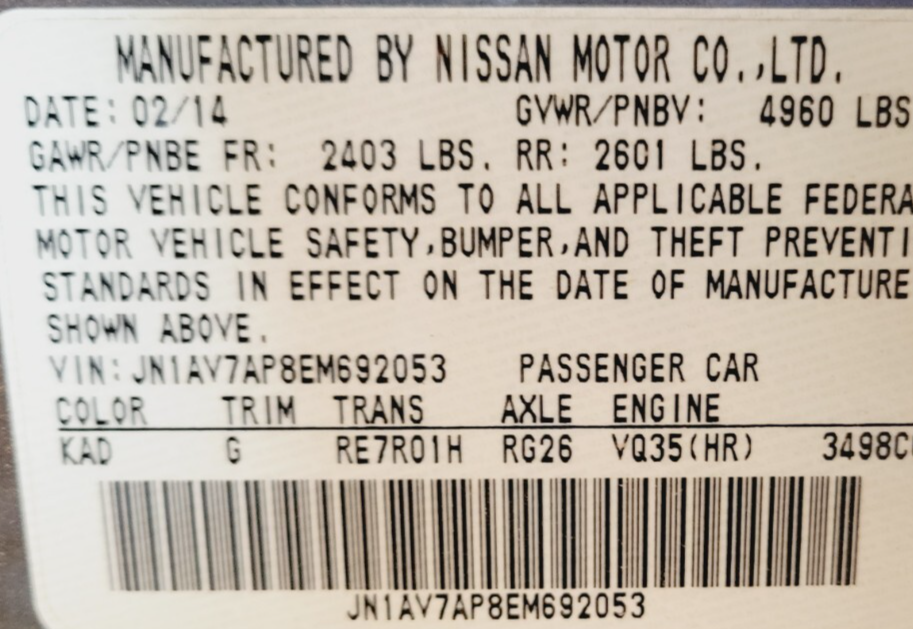 MANUFACTURED BY NISSAN MOTOR CO.,LTD.
DATE: 02/14 GVWR/PNBV: 4960 LBS
GAWR/PNBE FR: 2403 LBS. RR: 2601 LBS.
THIS VEHICLE CONFORMS TO ALL APPLICABLE FEDERA
MOTOR VEHICLE SAFETY,BUMPER,AND THEFT PREVENTI
STANDARDS IN EFFECT ON THE DATE OF MANUFACTURE
SHOWN ABOVE.
VIN: JN1AV7AP8EM692053 PASSENGER CAR
COLOR TRIM TRANS AXLE ENGINE
KAD G RE7R01H RG26 VQ35(HR) 3498C
JN1AV7AP8EM692053